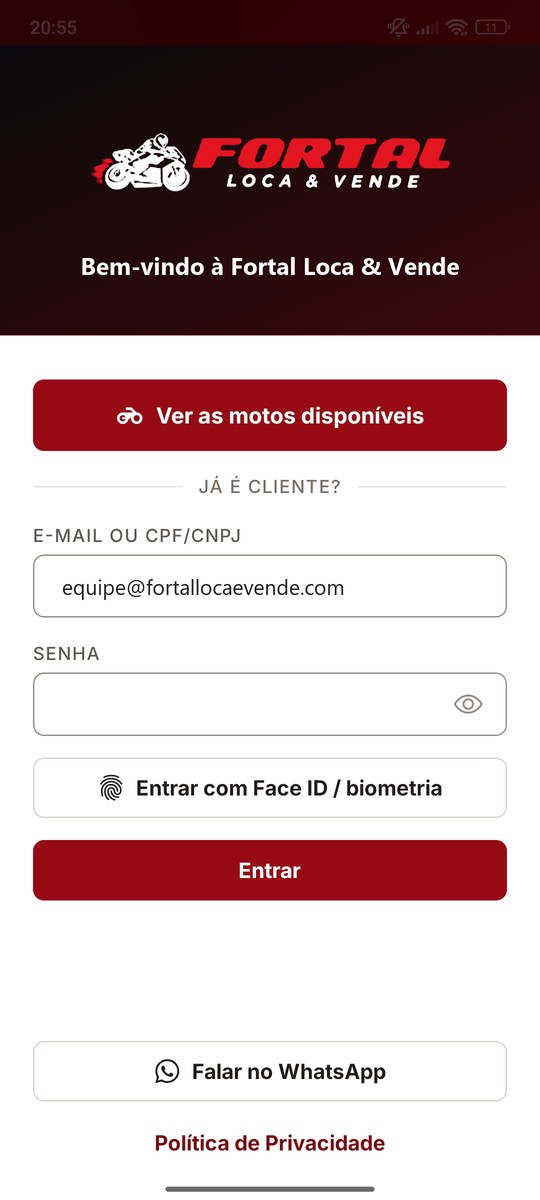 20:55
11
FORTAL
LOCA & VENDE
Bem-vindo à Fortal Loca & Vende
Ver as motos disponíveis
JÁ É CLIENTE?
E-MAIL OU CPF/CNPJ
equipe@fortallocaevende.com
SENHA
Entrar com Face ID / biometria
Entrar
Falar no WhatsApp
Política de Privacidade